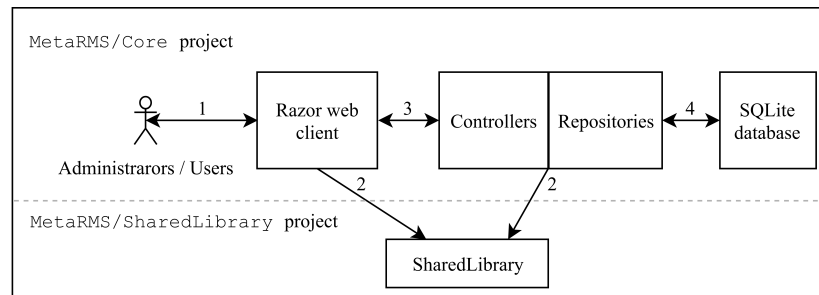 MetaRMS/Core project
1
Razor web
client
3
Controllers
Repositories
4
SQLite
database
Administrarors / Users
2
2
MetaRMS/SharedLibrary project
SharedLibrary